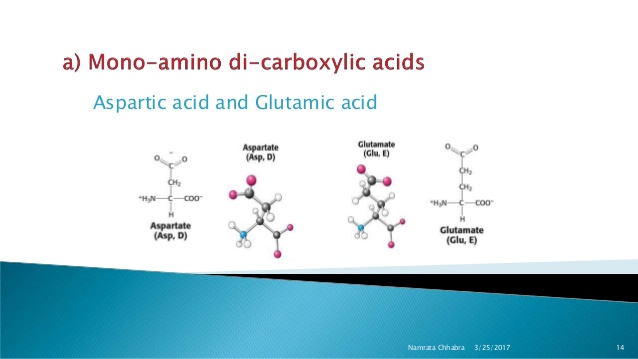 a) Mono-amino di-carboxylic acids
Aspartic acid and Glutamic acid
O O⁻
C
CH₂
⁺H₃N—C—COO⁻
H
Aspartate
(Asp, D)
Aspartate
(Asp, D)
Glutamate
(Glu, E)
O O⁻
C
CH₂
CH₂
⁺H₃N—C—COO⁻
H
Glutamate
(Glu, E)
Namrata Chhabra 3/25/2017 14